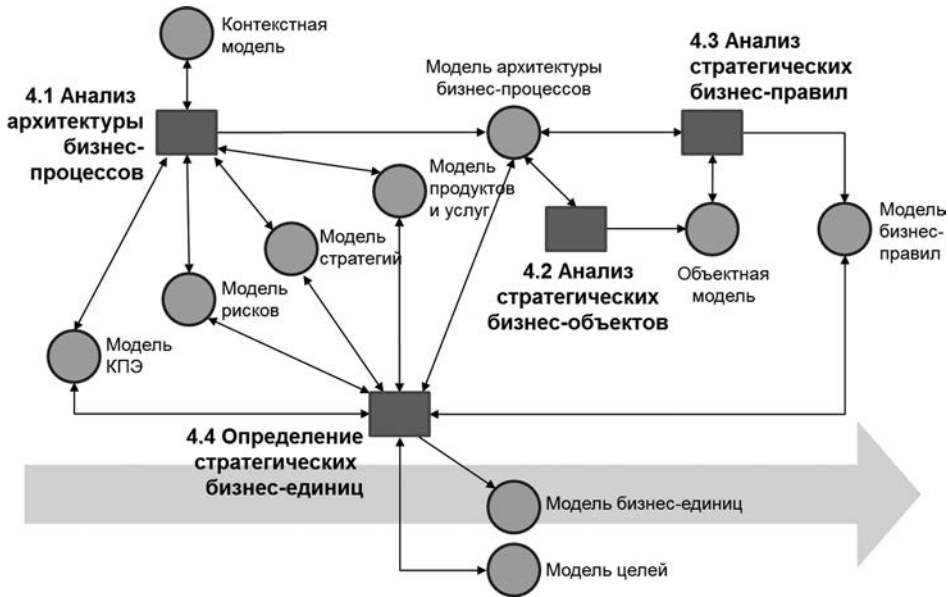 Контекстная
модель
4.1 Анализ
архитектуры
бизнес-
процессов
Модель архитектуры
бизнес-процессов
4.3 Анализ
стратегических
бизнес-правил
Модель
продуктов
и услуг
Модель
стратегий
Модель
рисков
Модель
КПЭ
4.2 Анализ
стратегических
бизнес-объектов
Объектная
модель
Модель
бизнес-
правил
4.4 Определение
стратегических
бизнес-единиц
Модель бизнес-единиц
Модель целей